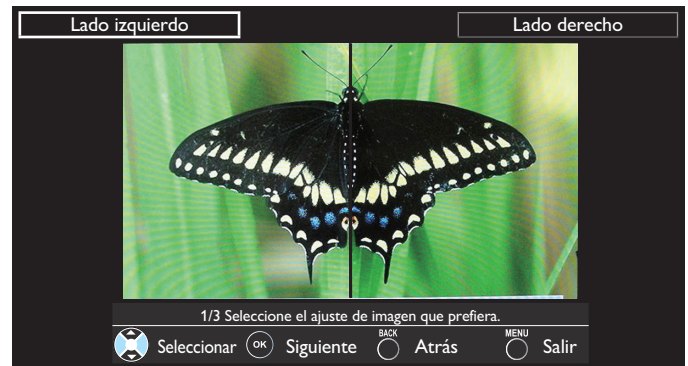 Lado izquierdo Lado derecho
1/3 Seleccione el ajuste de imagen que prefiera.
Seleccionar OK Siguiente BACK Atrás MENU Salir